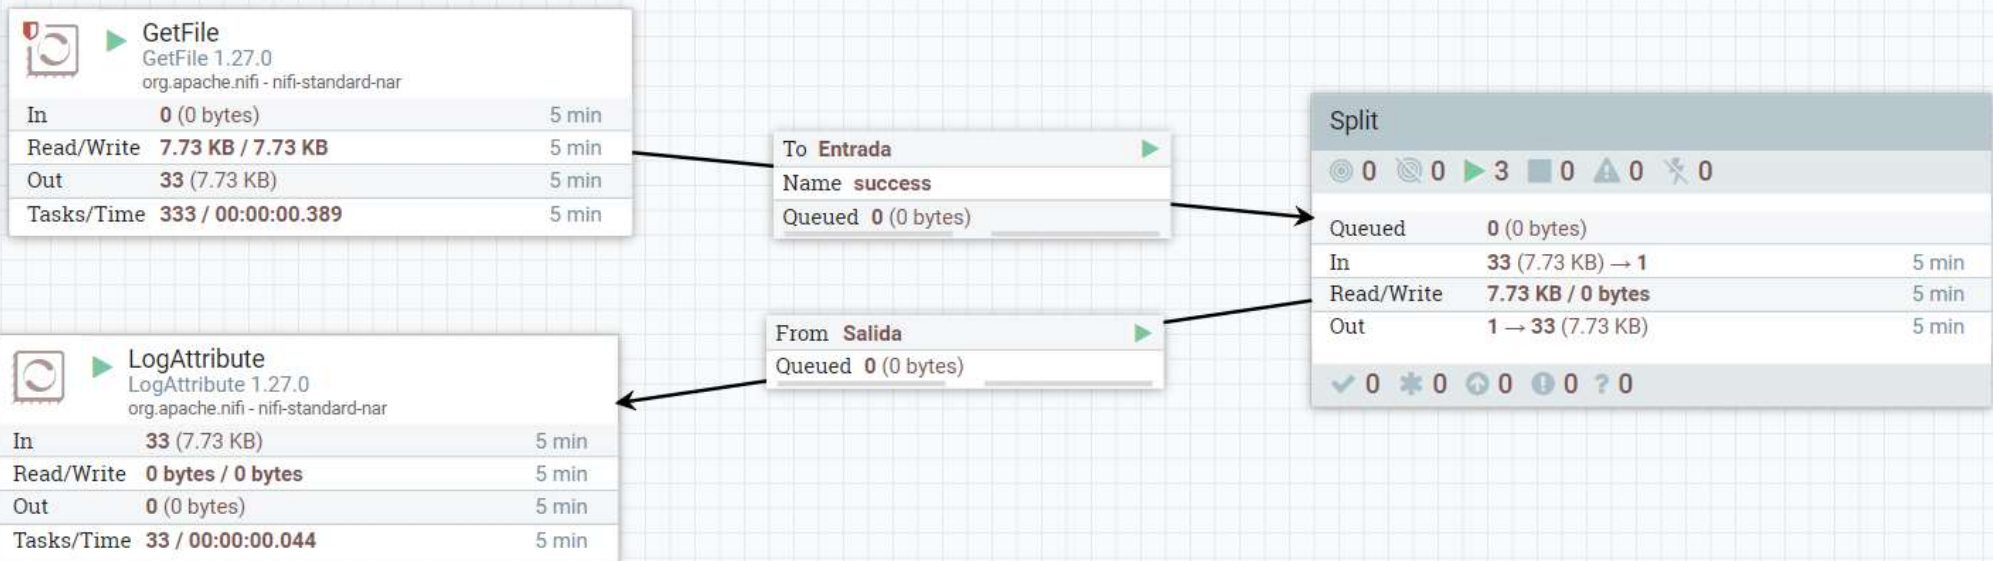 GetFile
GetFile 1.27.0
org.apache.nifi - nifi-standard-nar
In 0 (0 bytes) 5 min
Read/Write 7.73 KB / 7.73 KB 5 min
Out 33 (7.73 KB) 5 min
Tasks/Time 333 / 00:00:00.389 5 min
To Entrada
Name success
Queued 0 (0 bytes)
Split
0 0 3 0 0 0
Queued 0 (0 bytes)
In 33 (7.73 KB) → 1 5 min
Read/Write 7.73 KB / 0 bytes 5 min
Out 1 → 33 (7.73 KB) 5 min
0 0 0 0 ? 0
From Salida
Queued 0 (0 bytes)
LogAttribute
LogAttribute 1.27.0
org.apache.nifi - nifi-standard-nar
In 33 (7.73 KB) 5 min
Read/Write 0 bytes / 0 bytes 5 min
Out 0 (0 bytes) 5 min
Tasks/Time 33 / 00:00:00.044 5 min